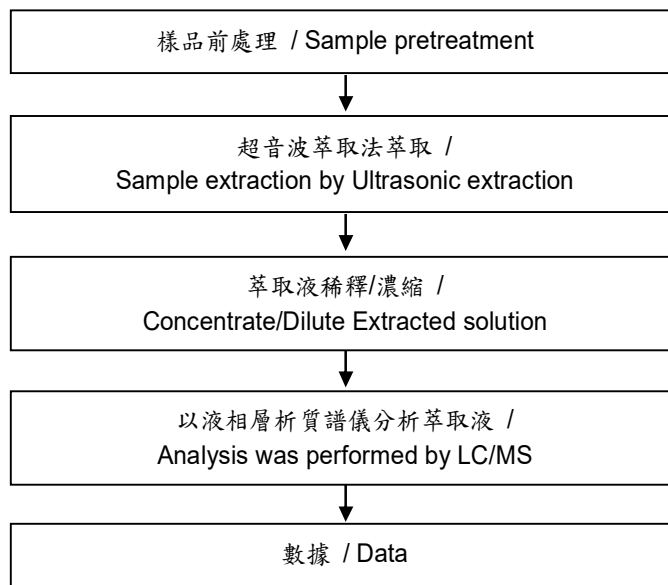 樣品前處理 / Sample pretreatment
超音波萃取法萃取 /
Sample extraction by Ultrasonic extraction
萃取液稀釋/濃縮 /
Concentrate/Dilute Extracted solution
以液相層析質譜儀分析萃取液 /
Analysis was performed by LC/MS
數據 / Data